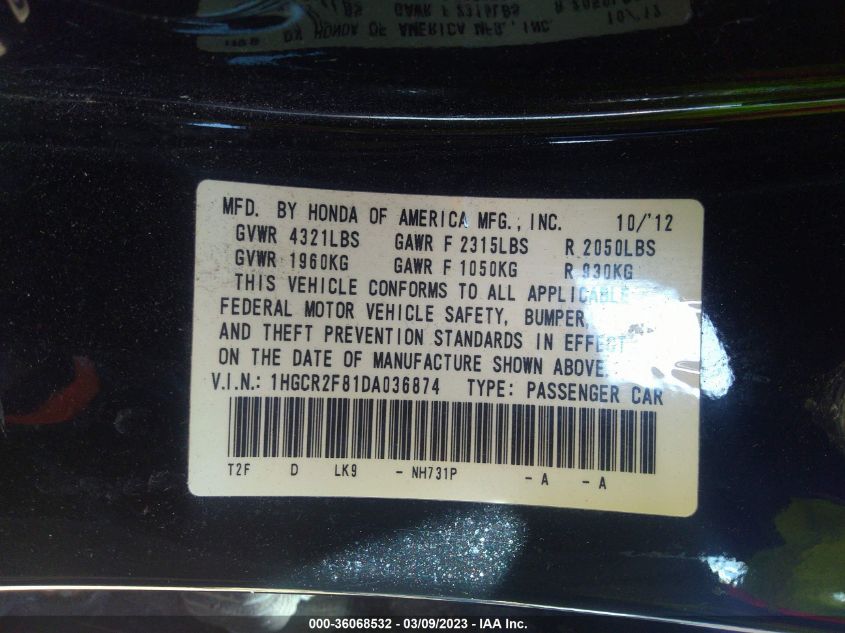 MFD. BY HONDA OF AMERICA MFG., INC. 10/'12
GVWR 4321LBS GAWR F 2315LBS R 2050LBS
GVWR 1960KG GAWR F 1050KG R 930KG
THIS VEHICLE CONFORMS TO ALL APPLICABLE
FEDERAL MOTOR VEHICLE SAFETY, BUMPER,
AND THEFT PREVENTION STANDARDS IN EFFECT
ON THE DATE OF MANUFACTURE SHOWN ABOVE.
V.I.N.: 1HGCR2F81DA036874 TYPE: PASSENGER CAR
T2F D LK9 - NH731P - A - A
000-36068532 — 03/09/2023 — IAA Inc.